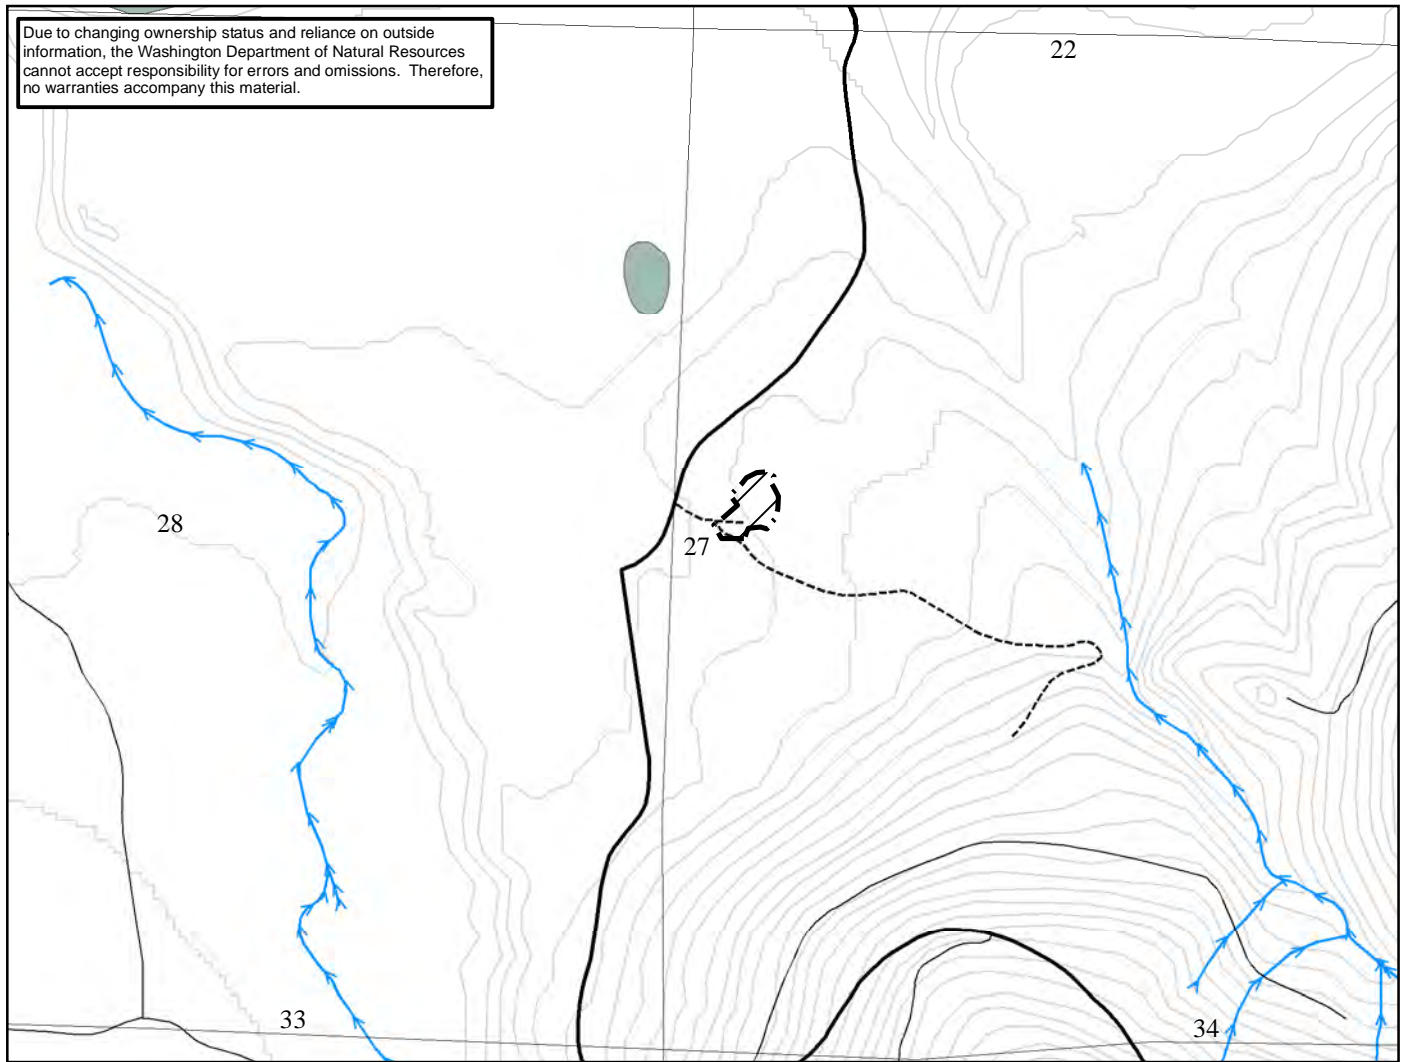 Due to changing ownership status and reliance on outside
information, the Washington Department of Natural Resources
cannot accept responsibility for errors and omissions. Therefore,
no warranties accompany this material.
22
28
27
33
34